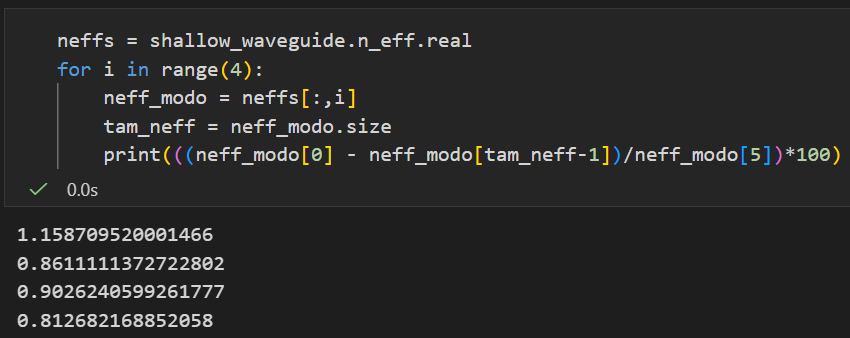 neffs = shallow_waveguide.n_eff.real
for i in range(4):
    neff_modo = neffs[:,i]
    tam_neff = neff_modo.size
    print(((neff_modo[0] - neff_modo[tam_neff-1])/neff_modo[5])*100)
0.0s
1.158709520001466
0.8611111372722802
0.9026240599261777
0.812682168852058